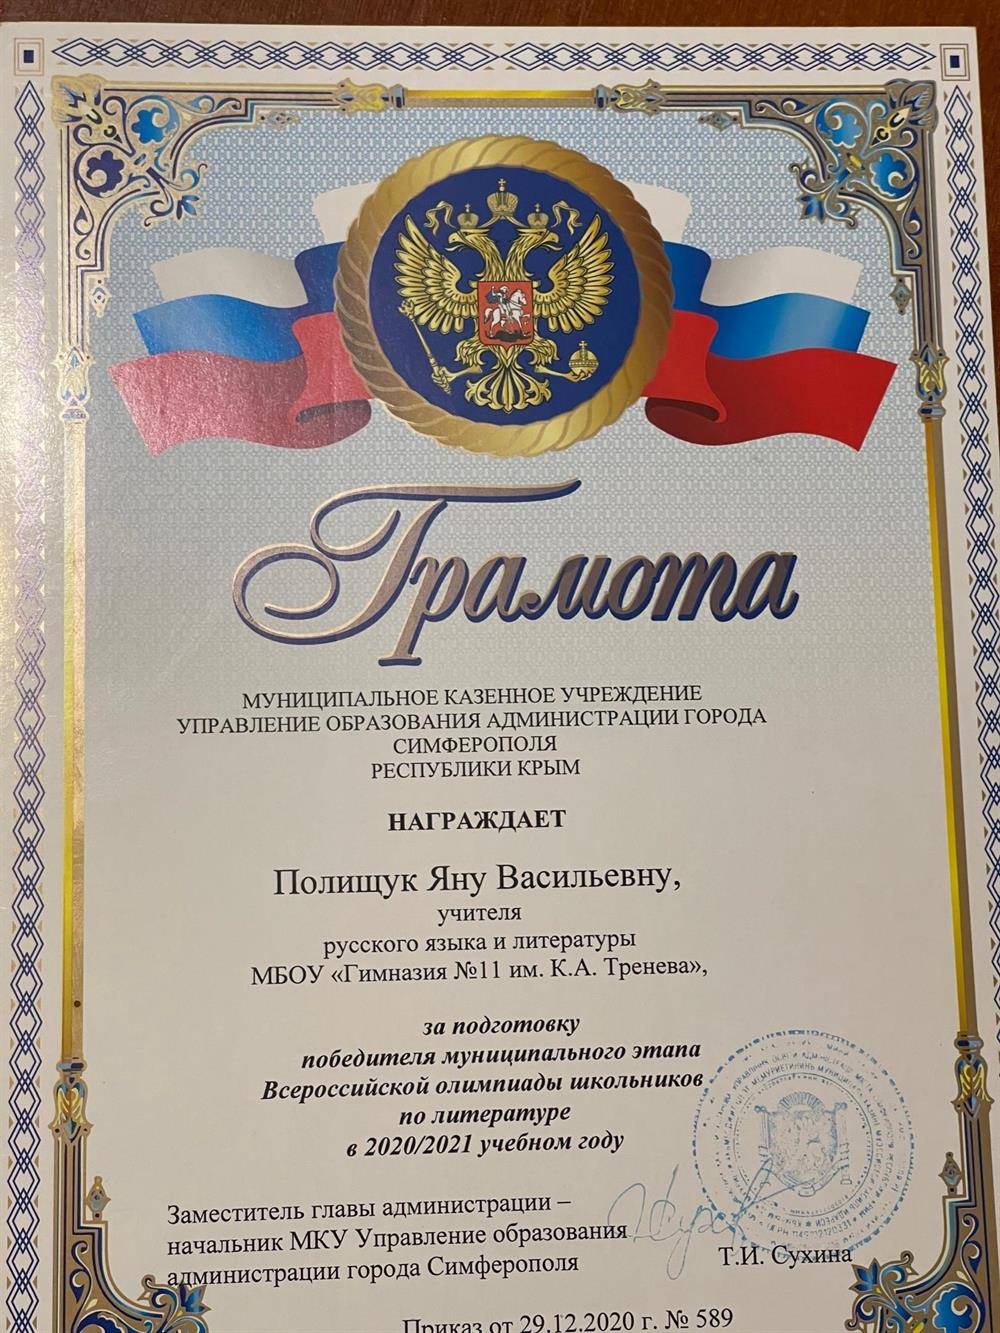 Грамота
МУНИЦИПАЛЬНОЕ КАЗЕННОЕ УЧРЕЖДЕНИЕ
УПРАВЛЕНИЕ ОБРАЗОВАНИЯ АДМИНИСТРАЦИИ ГОРОДА
СИМФЕРОПОЛЯ
РЕСПУБЛИКИ КРЫМ
НАГРАЖДАЕТ
Полищук Яну Васильевну,
учителя
русского языка и литературы
МБОУ «Гимназия №11 им. К.А. Тренева»,
за подготовку
победителя муниципального этапа
Всероссийской олимпиады школьников
по литературе
в 2020/2021 учебном году
Заместитель главы администрации –
начальник МКУ Управление образования
администрации города Симферополя
Т.И. Сухина
Приказ от 29.12.2020 г. № 589